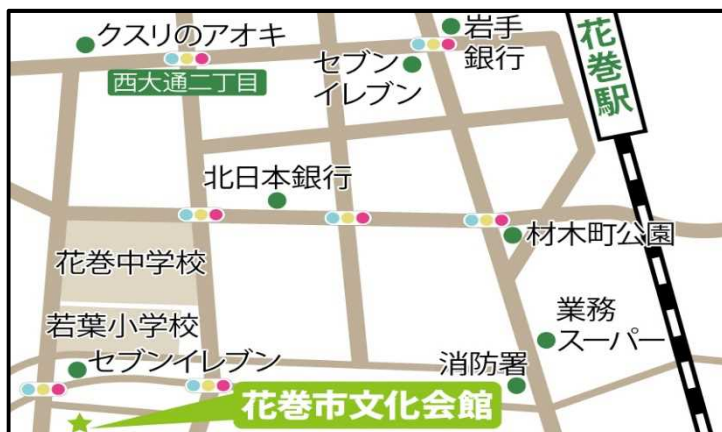 クスリのアオキ
西大通二丁目
セブン
イレブン
岩手
銀行
花巻駅
北日本銀行
材木町公園
花巻中学校
若葉小学校
セブンイレブン
業務
スーパー
消防署
花巻市文化会館